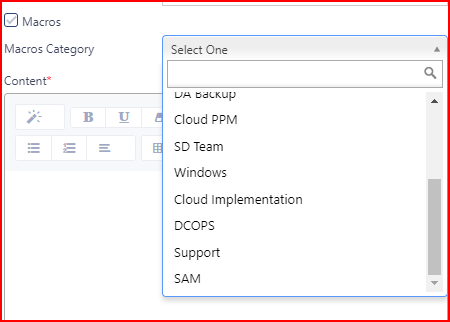 Macros
Macros Category
Select One
Content*
DA Backup
Cloud PPM
SD Team
Windows
Cloud Implementation
DCOPS
Support
SAM
B U